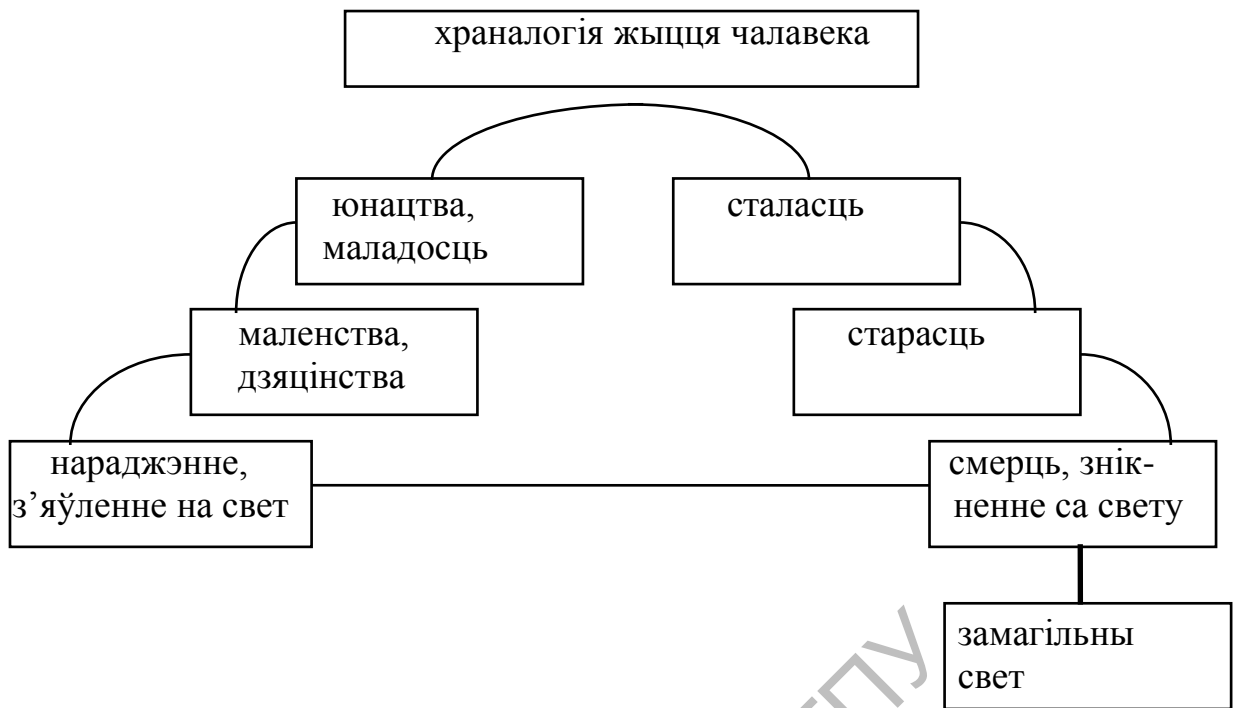 храналогія жыцця чалавека
юнацтва,
маладосць
сталасць
маленства,
дзяцінства
старасць
нараджэнне,
з’яўленне на свет
смерць, знік-
ненне са свету
замагільны
свет